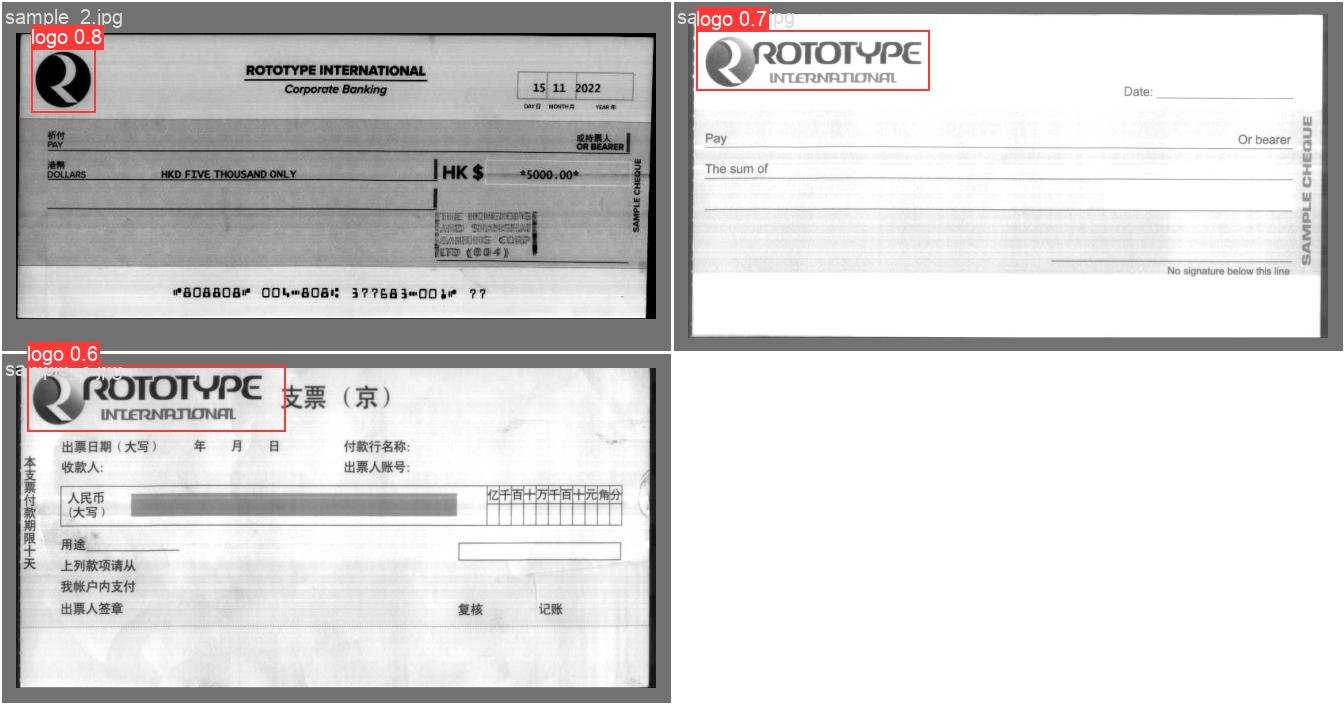 sample_2.jpg
logo 0.8
ROTOTYPE INTERNATIONAL
Corporate Banking
15 11 2022
DAY日 MONTH月 YEAR年
祈付
PAY
或持票人
OR BEARER
港幣
DOLLARS
HKD FIVE THOUSAND ONLY
HK $
*5000.00*
SAMPLE CHEQUE
THE HONGKONG
AND SHANGHAI
BANKING CORP
LTD (004)
⑈808808⑈ 004⑉808⑆ 377683⑉001⑈ ??
logo 0.7
ROTOTYPE
INTERNATIONAL
Date:
Pay
Or bearer
The sum of
SAMPLE CHEQUE
No signature below this line
logo 0.6
ROTOTYPE
INTERNATIONAL
支票（京）
出票日期（大写） 年 月 日 付款行名称:
收款人: 出票人账号:
本支票付款期限十天
人民币
（大写）
亿千百十万千百十元角分
用途
上列款项请从
我帐户内支付
出票人签章
复核 记账